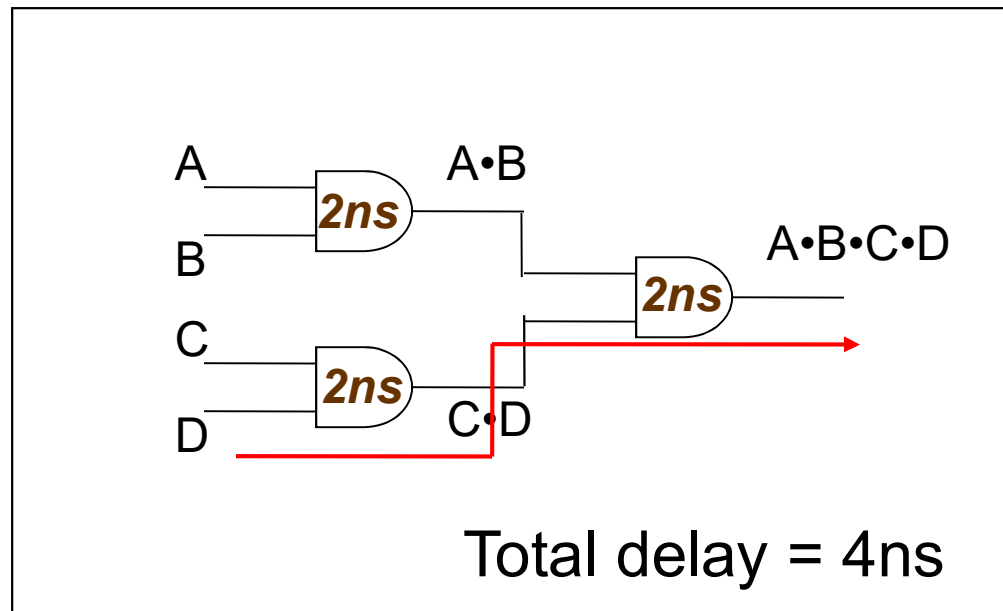 A
A•B
2ns
B
A•B•C•D
2ns
C
2ns
C•D
D
Total delay = 4ns